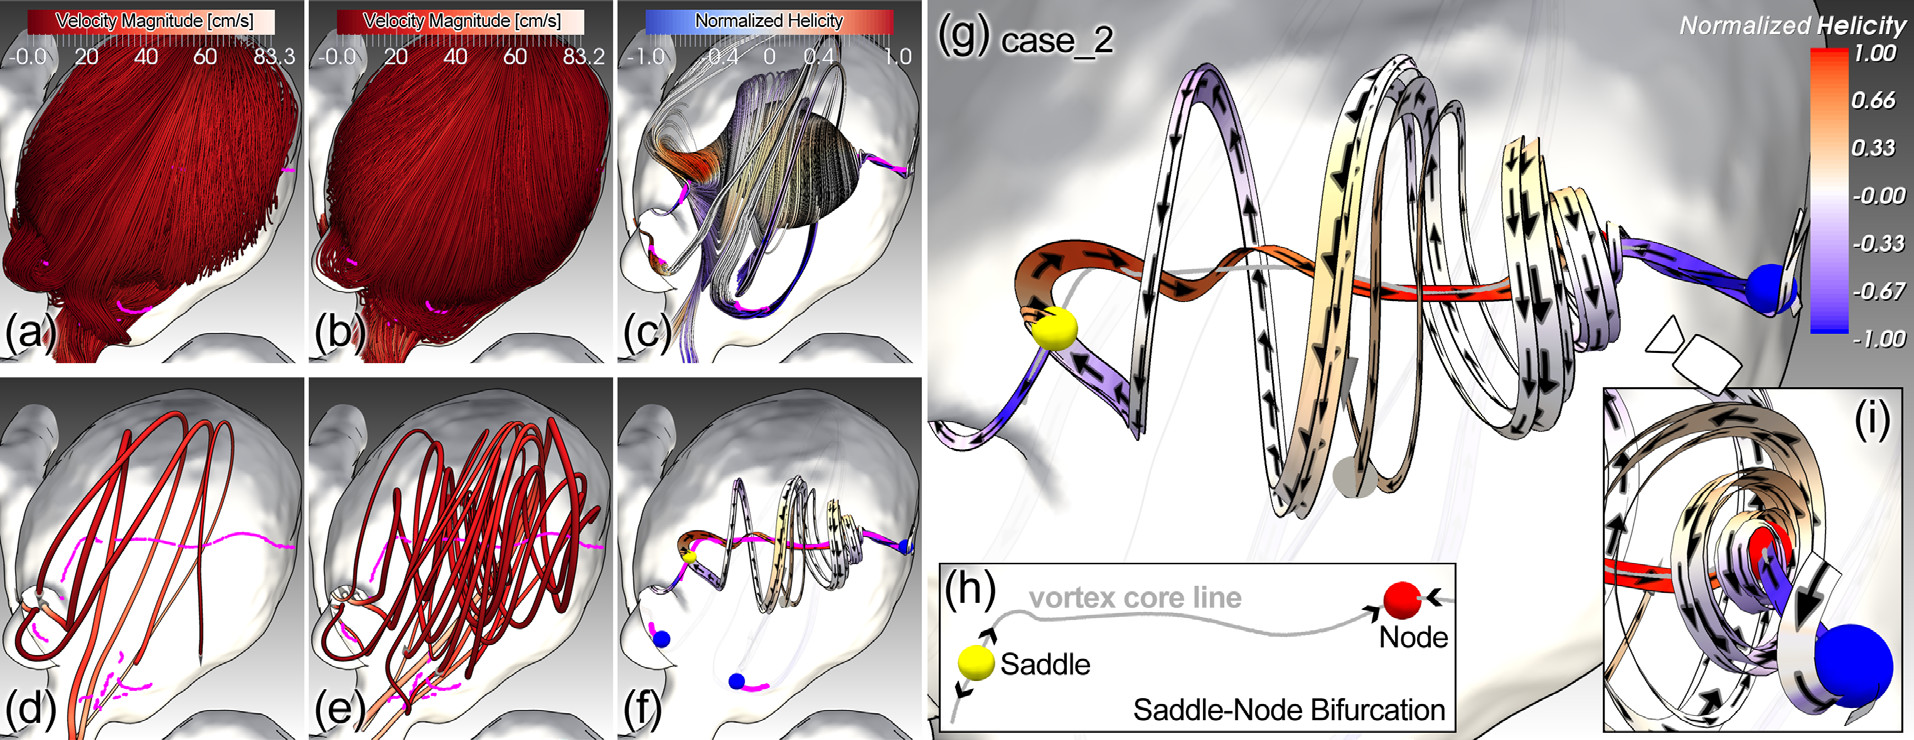 Velocity Magnitude [cm/s]
-0.0 20 40 60 83.3
(a)
Velocity Magnitude [cm/s]
-0.0 20 40 60 83.2
(b)
Normalized Helicity
-1.0 -0.4 0 0.4 1.0
(c)
(d)
(e)
(f)
(g) case_2
Normalized Helicity
1.00
0.66
0.33
-0.00
-0.33
-0.67
-1.00
(h)
vortex core line
Node
Saddle
Saddle-Node Bifurcation
(i)